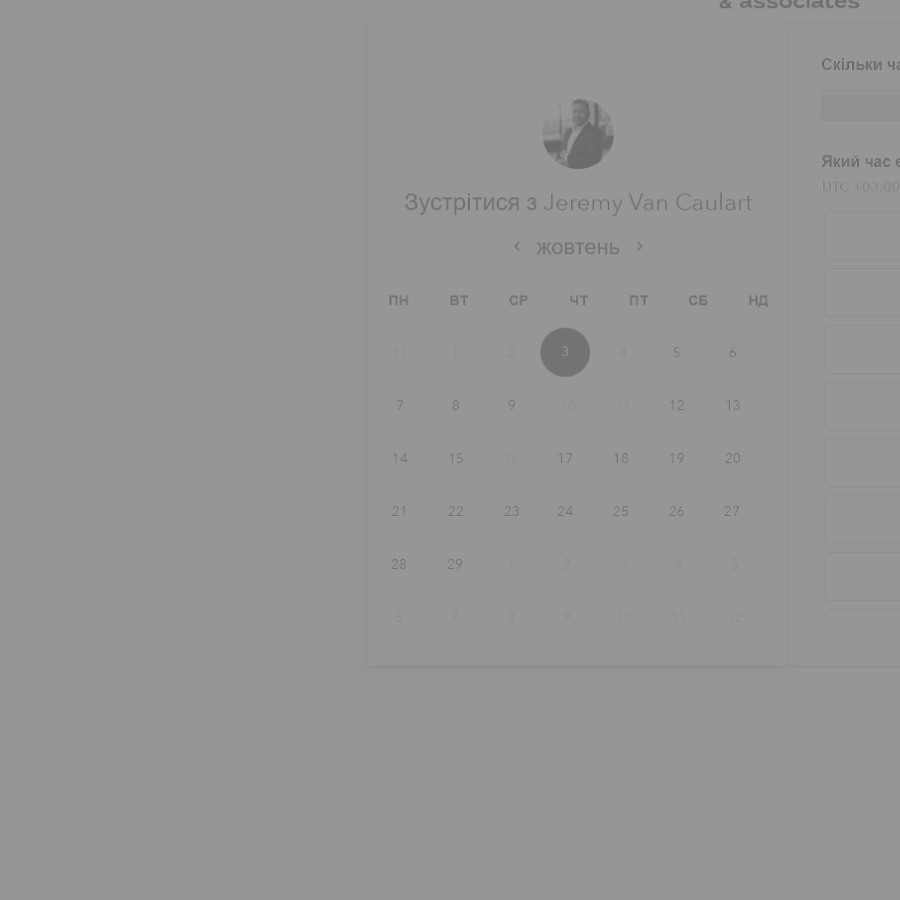 & associates
Зустрітися з Jeremy Van Caulart
жовтень
ПН ВТ СР ЧТ ПТ СБ НД
31 1 2 3 4 5 6
7 8 9 10 11 12 13
14 15 16 17 18 19 20
21 22 23 24 25 26 27
28 29 1 2 3 4 5
6 7 8 9 10 11 12
Скільки ча
Який час є
UTC +03:00